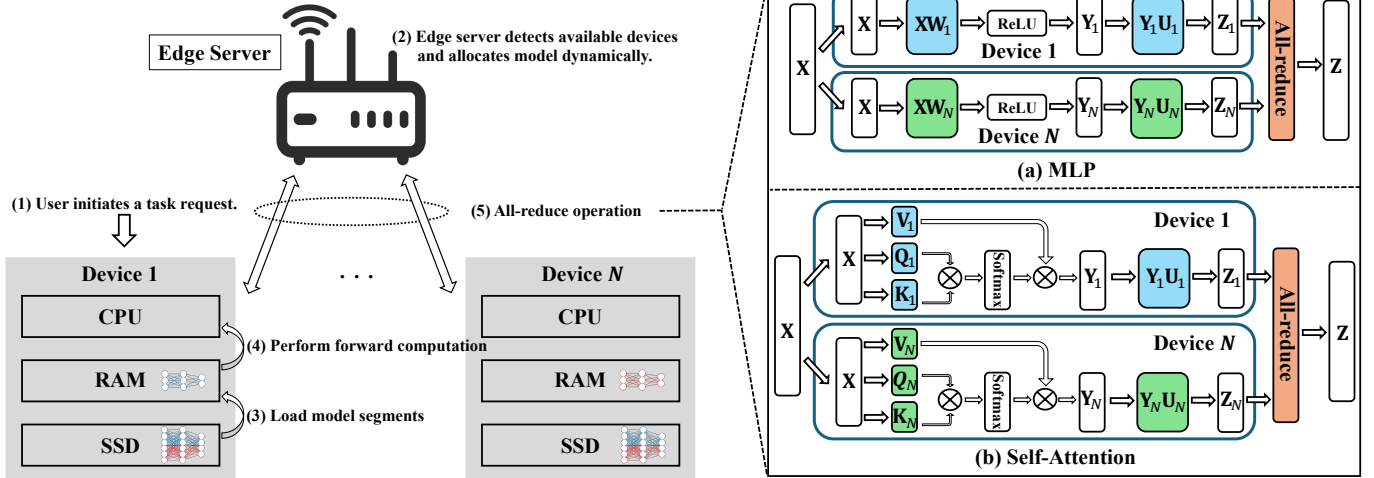 Edge Server
(2) Edge server detects available devices
and allocates model dynamically.
(1) User initiates a task request.
(5) All-reduce operation
Device 1
. . .
Device N
CPU
CPU
(4) Perform forward computation
RAM
RAM
(3) Load model segments
SSD
SSD
X
X
XW1
ReLU
Y1
Y1U1
Z1
Device 1
X
XWN
ReLU
YN
YNUN
ZN
Device N
All-reduce
Z
(a) MLP
X
Device 1
X
V1
Q1
K1
Softmax
Y1
Y1U1
Z1
Device N
X
VN
QN
KN
Softmax
YN
YNUN
ZN
All-reduce
Z
(b) Self-Attention